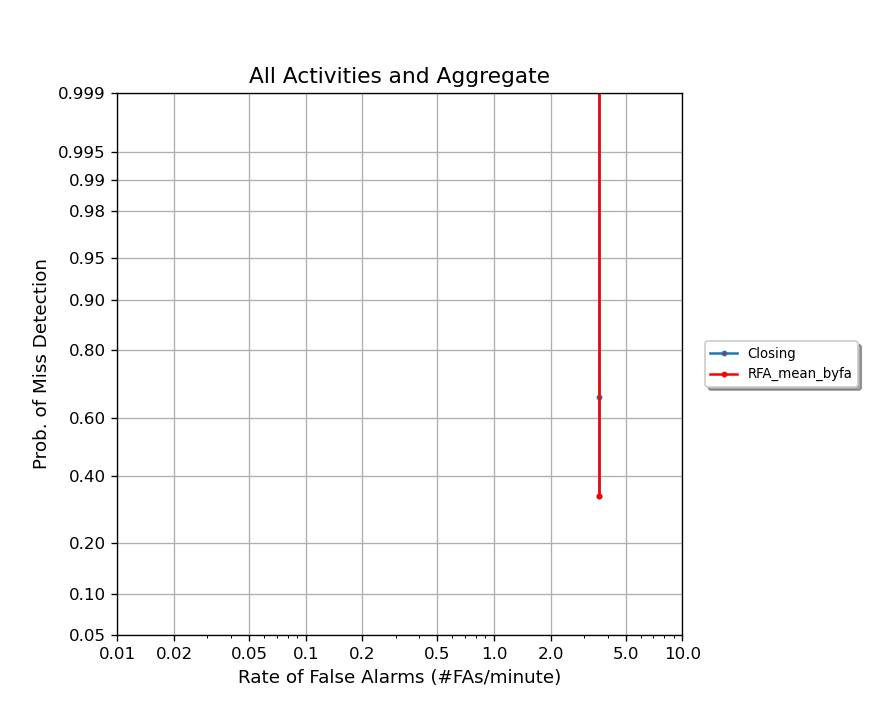 All Activities and Aggregate
0.999
0.995
0.99
0.98
0.95
0.90
0.80
0.60
0.40
0.20
0.10
0.05
Prob. of Miss Detection
0.01 0.02 0.05 0.1 0.2 0.5 1.0 2.0 5.0 10.0
Rate of False Alarms (#FAs/minute)
Closing
RFA_mean_byfa